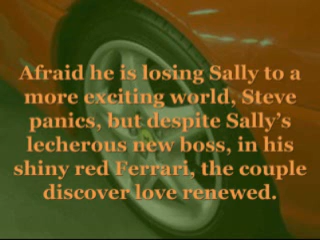 Afraid he is losing Sally to a
more exciting world, Steve
panics, but despite Sally's
lecherous new boss, in his
shiny red Ferrari, the couple
discover love renewed.